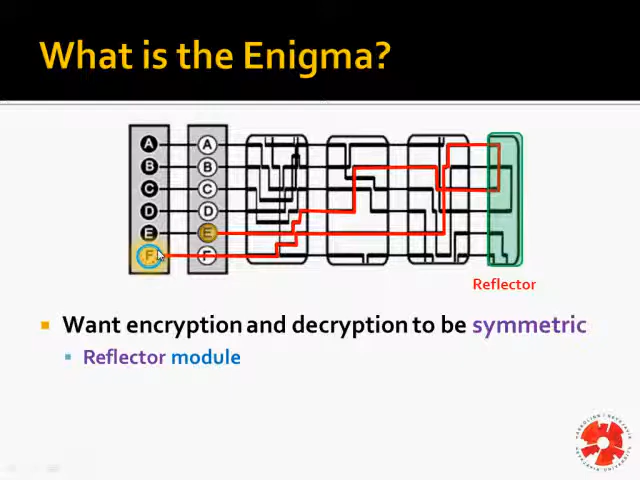 What is the Enigma?
A A
B B
C C
D D
E E
F F
Reflector
Want encryption and decryption to be symmetric
Reflector module